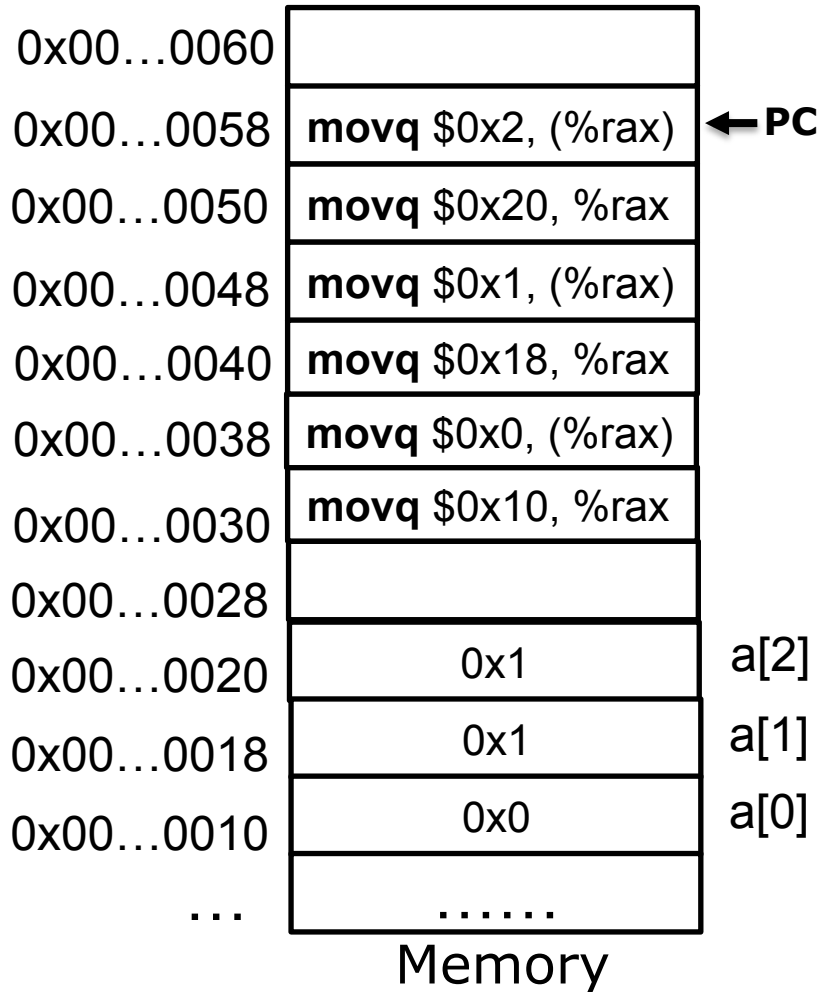 0x00…0060
0x00…0058 movq $0x2, (%rax) PC
0x00…0050 movq $0x20, %rax
0x00…0048 movq $0x1, (%rax)
0x00…0040 movq $0x18, %rax
0x00…0038 movq $0x0, (%rax)
0x00…0030 movq $0x10, %rax
0x00…0028
0x00…0020 0x1 a[2]
0x00…0018 0x1 a[1]
0x00…0010 0x0 a[0]
… ……
Memory